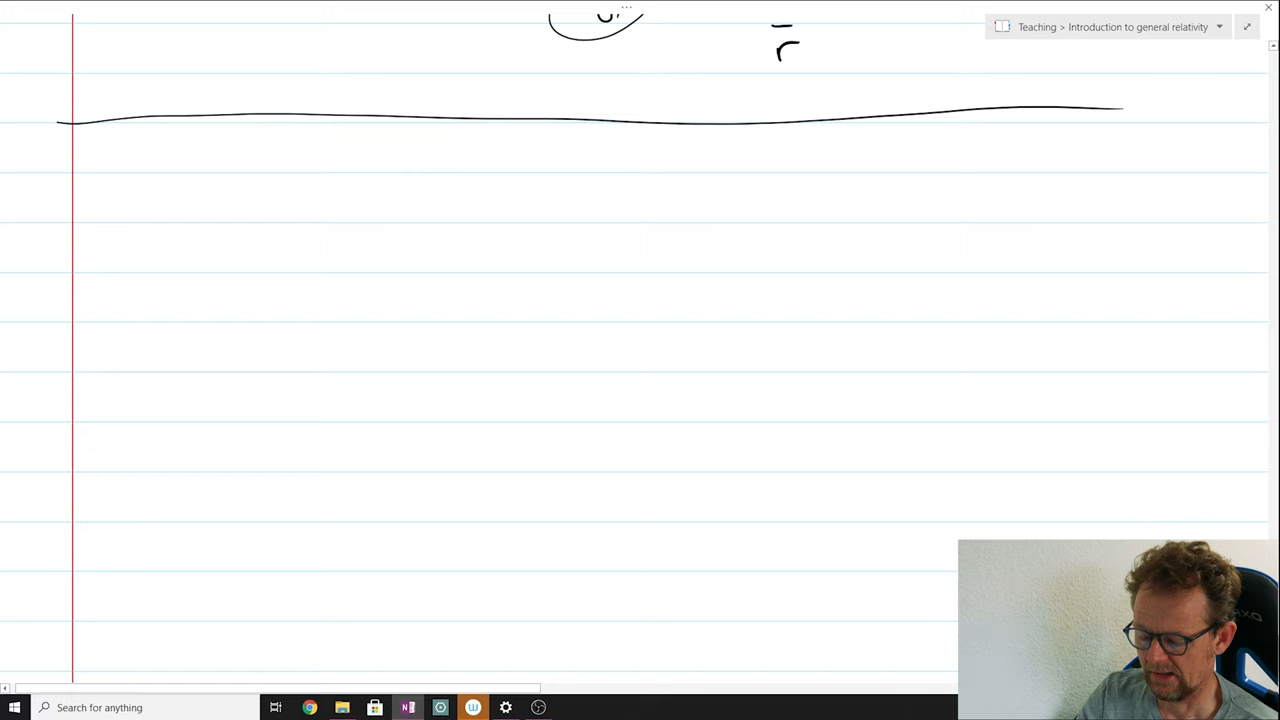 Teaching > Introduction to general relativity
r
Search for anything